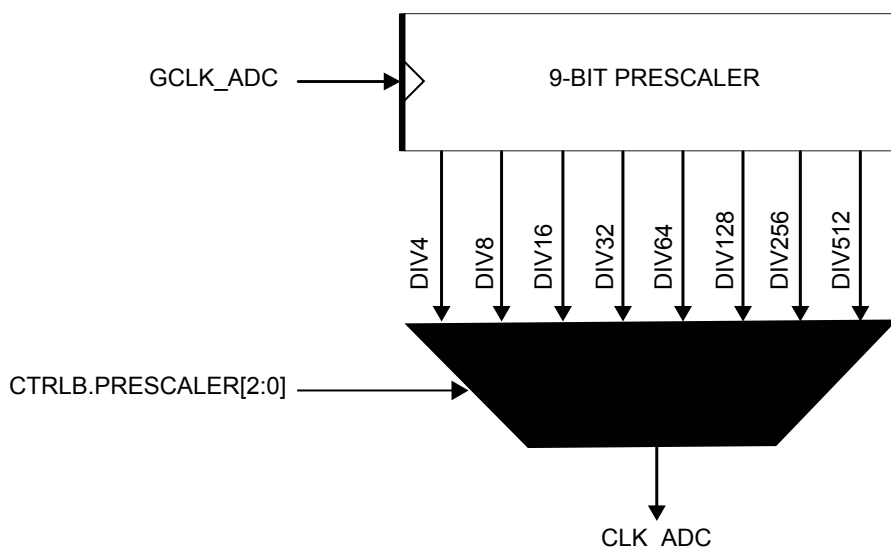 9-BIT PRESCALER
GCLK_ADC
DIV4
DIV8
DIV16
DIV32
DIV64
DIV128
DIV256
DIV512
CTRLB.PRESCALER[2:0]
CLK_ADC